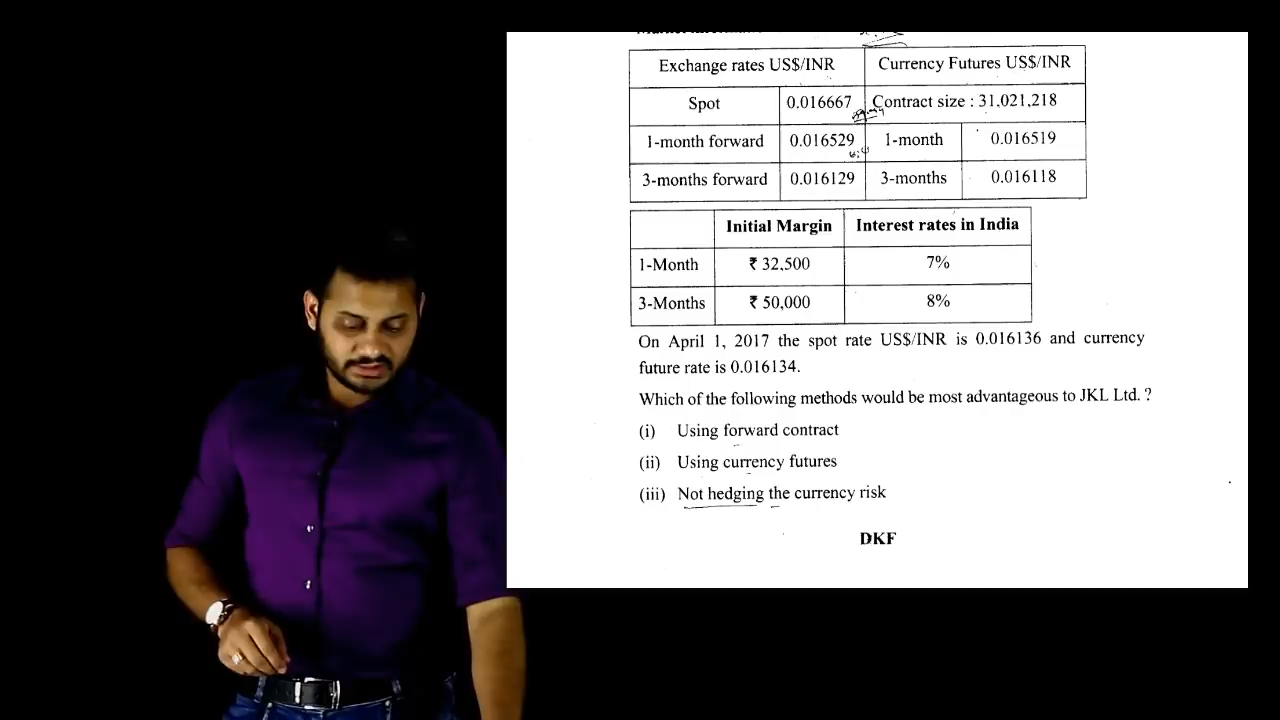 Exchange rates US$/INR Currency Futures US$/INR
Spot 0.016667 Contract size : 31,021,218
1-month forward 0.016529 1-month 0.016519
3-months forward 0.016129 3-months 0.016118
Initial Margin Interest rates in India
1-Month ₹ 32,500 7%
3-Months ₹ 50,000 8%
On April 1, 2017 the spot rate US$/INR is 0.016136 and currency
future rate is 0.016134.
Which of the following methods would be most advantageous to JKL Ltd. ?
(i) Using forward contract
(ii) Using currency futures
(iii) Not hedging the currency risk
DKF